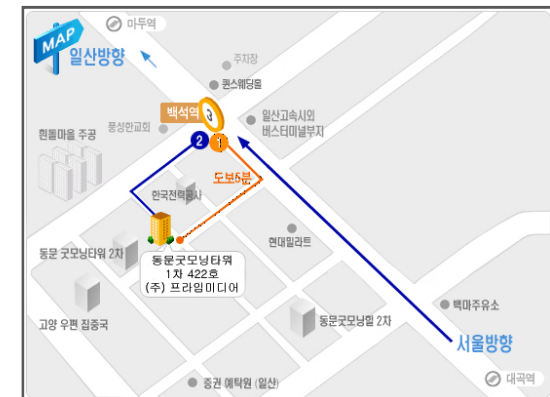 마두역
MAP
일산방향
주차장
퀸스웨딩홀
백석역
3
풍성한교회
일산고속시외
버스터미널부지
흰돌마을 주공
2
1
도보5분
한국전력공사
현대밀라트
동문 굿모닝타워 2차
동문굿모닝타워
1차 422호
(주) 프라임미디어
고양 우편 집중국
동문굿모닝힐 2차
백마주유소
서울방향
대곡역
증권 예탁원 (일산)